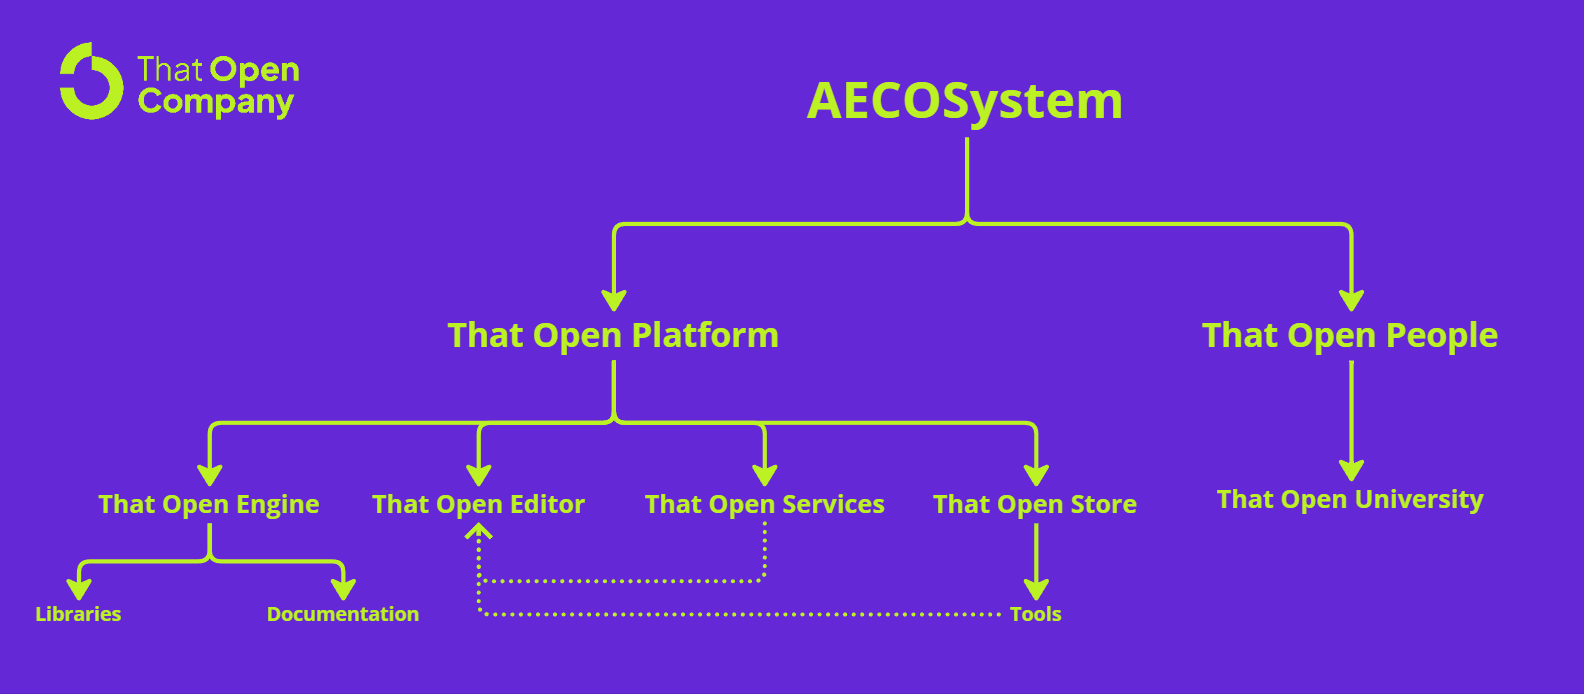 That Open
Company
AECOSystem
That Open Platform
That Open People
That Open Engine
That Open Editor
That Open Services
That Open Store
That Open University
Libraries
Documentation
Tools